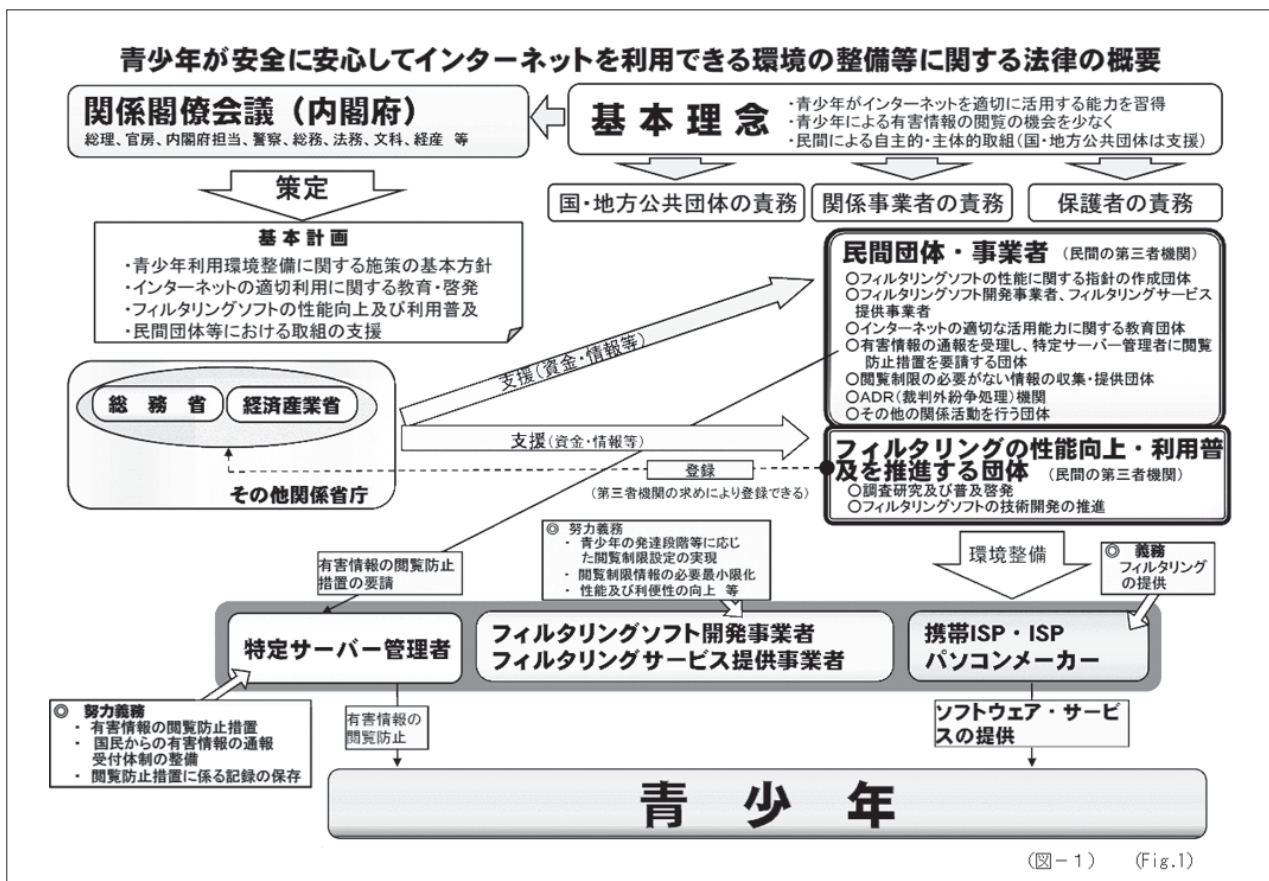 青少年が安全に安心してインターネットを利用できる環境の整備等に関する法律の概要
関係閣僚会議（内閣府）
総理、官房、内閣府担当、警察、総務、法務、文科、経産 等
基本理念
・青少年がインターネットを適切に活用する能力を習得
・青少年による有害情報の閲覧の機会を少なく
・民間による自主的・主体的取組（国・地方公共団体は支援）
策定
国・地方公共団体の責務
関係事業者の責務
保護者の責務
基本計画
・青少年利用環境整備に関する施策の基本方針
・インターネットの適切利用に関する教育・啓発
・フィルタリングソフトの性能向上及び利用普及
・民間団体等における取組の支援
民間団体・事業者（民間の第三者機関）
○フィルタリングソフトの性能に関する指針の作成団体
○フィルタリングソフト開発事業者、フィルタリングサービス
提供事業者
○インターネットの適切な活用能力に関する教育団体
○有害情報の通報を受理し、特定サーバー管理者に閲覧
防止措置を要請する団体
○閲覧制限の必要がない情報の収集・提供団体
○ADR（裁判外紛争処理）機関
○その他の関係活動を行う団体
支援（資金・情報等）
総務省
経済産業省
その他関係省庁
支援（資金・情報等）
登録
（第三者機関の求めにより登録できる）
フィルタリングの性能向上・利用普
及を推進する団体（民間の第三者機関）
○調査研究及び普及啓発
○フィルタリングソフトの技術開発の推進
有害情報の閲覧防止
措置の要請
◎ 努力義務
・ 青少年の発達段階等に応じ
た閲覧制限設定の実現
・ 閲覧制限情報の必要最小限化
・ 性能及び利便性の向上 等
環境整備
◎ 義務
フィルタリング
の提供
特定サーバー管理者
フィルタリングソフト開発事業者
フィルタリングサービス提供事業者
携帯ISP・ISP
パソコンメーカー
◎ 努力義務
・ 有害情報の閲覧防止措置
・ 国民からの有害情報の通報
受付体制の整備
・ 閲覧防止措置に係る記録の保存
有害情報の
閲覧防止
ソフトウェア・サービ
スの提供
青少年
（図－１） (Fig.1)